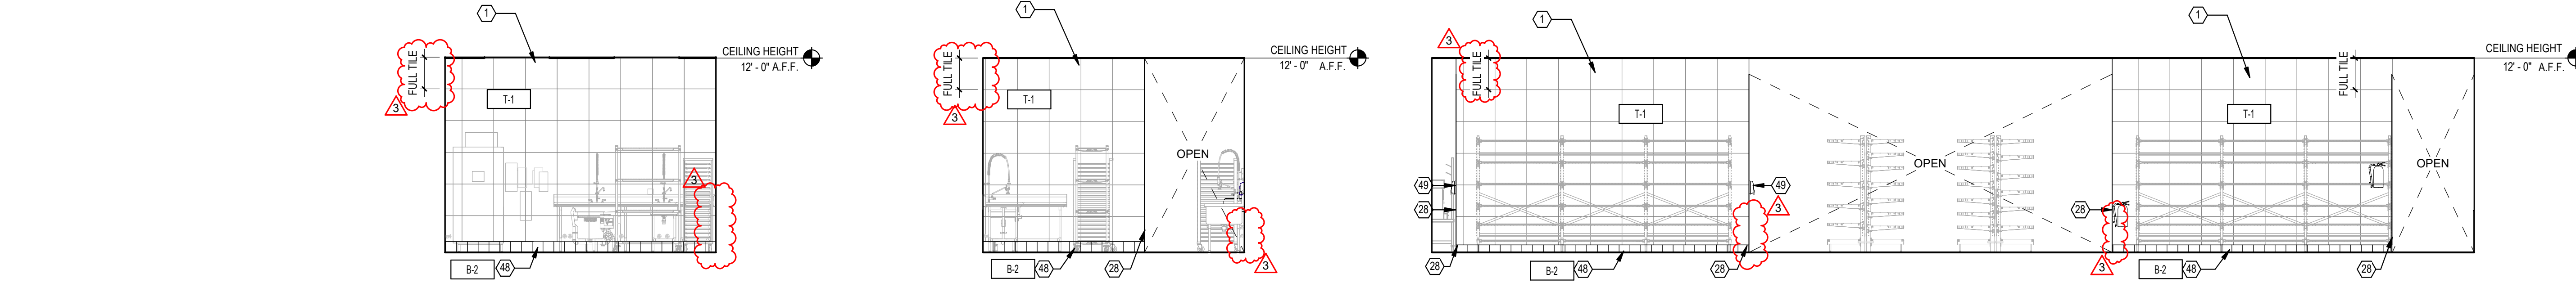 1
CEILING HEIGHT
12' - 0" A.F.F.
FULL TILE
3
T-1
3
B-2
48
1
CEILING HEIGHT
12' - 0" A.F.F.
FULL TILE
3
T-1
OPEN
B-2
48
28
3
1
3
FULL TILE
T-1
49
28
28
B-2
48
28
49
3
OPEN
1
CEILING HEIGHT
12' - 0" A.F.F.
FULL TILE
T-1
OPEN
28
3
B-2
48
28